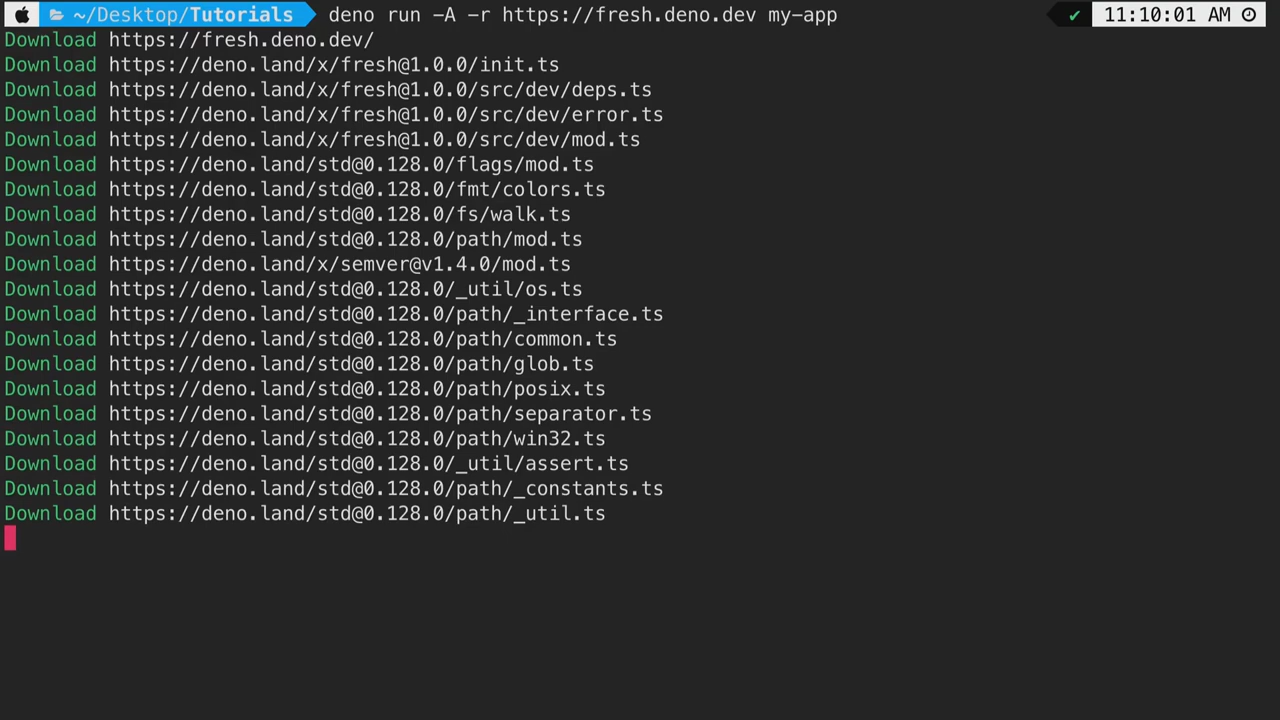 ~/Desktop/Tutorials deno run -A -r https://fresh.deno.dev my-app ✔ 11:10:01 AM
Download https://fresh.deno.dev/
Download https://deno.land/x/fresh@1.0.0/init.ts
Download https://deno.land/x/fresh@1.0.0/src/dev/deps.ts
Download https://deno.land/x/fresh@1.0.0/src/dev/error.ts
Download https://deno.land/x/fresh@1.0.0/src/dev/mod.ts
Download https://deno.land/std@0.128.0/flags/mod.ts
Download https://deno.land/std@0.128.0/fmt/colors.ts
Download https://deno.land/std@0.128.0/fs/walk.ts
Download https://deno.land/std@0.128.0/path/mod.ts
Download https://deno.land/x/semver@v1.4.0/mod.ts
Download https://deno.land/std@0.128.0/_util/os.ts
Download https://deno.land/std@0.128.0/path/_interface.ts
Download https://deno.land/std@0.128.0/path/common.ts
Download https://deno.land/std@0.128.0/path/glob.ts
Download https://deno.land/std@0.128.0/path/posix.ts
Download https://deno.land/std@0.128.0/path/separator.ts
Download https://deno.land/std@0.128.0/path/win32.ts
Download https://deno.land/std@0.128.0/_util/assert.ts
Download https://deno.land/std@0.128.0/path/_constants.ts
Download https://deno.land/std@0.128.0/path/_util.ts